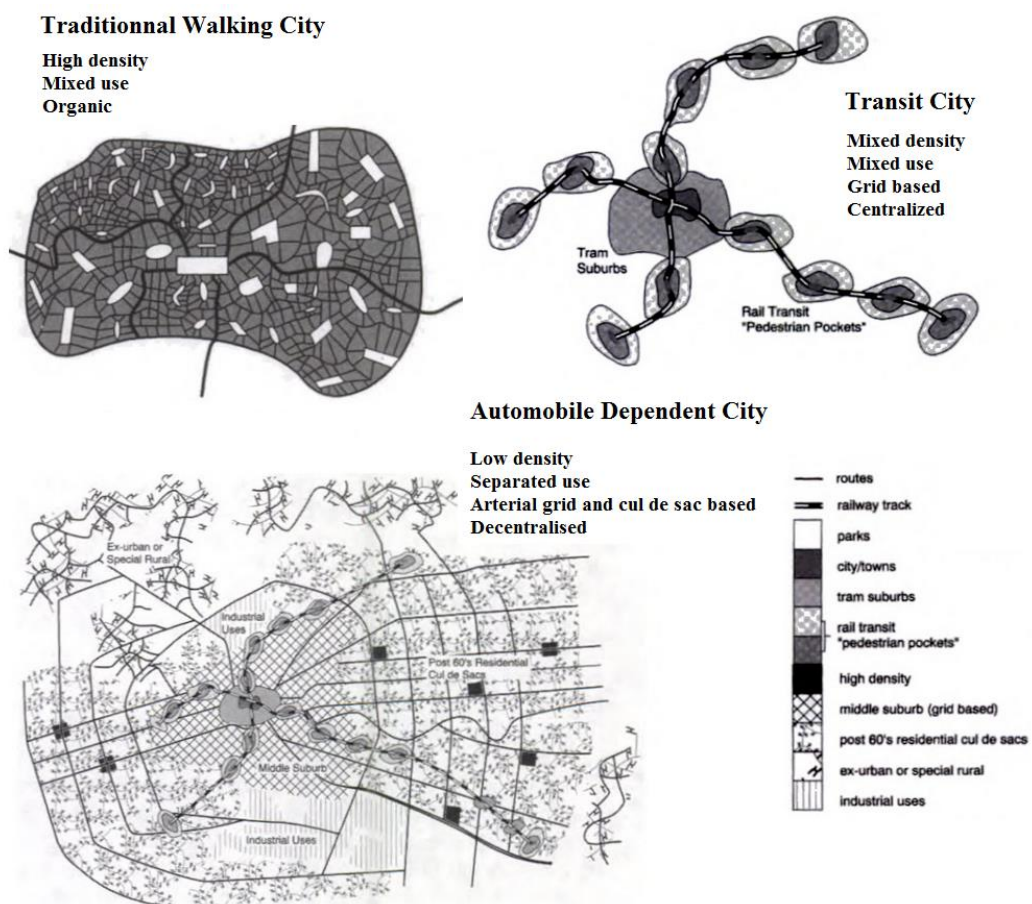 Traditionnal Walking City
High density
Mixed use
Organic
Transit City
Mixed density
Mixed use
Grid based
Centralized
Tram
Suburbs
Rail Transit
"Pedestrian Pockets"
Automobile Dependent City
Low density
Separated use
Arterial grid and cul de sac based
Decentralised
Ex-urban or
Special Rural
Industrial
Uses
Post 60's Residential
Cul de Sacs
Middle Suburb
Industrial Uses
routes
railway track
parks
city/towns
tram suburbs
rail transit
"pedestrian pockets"
high density
middle suburb (grid based)
post 60's residential cul de sacs
ex-urban or special rural
industrial uses